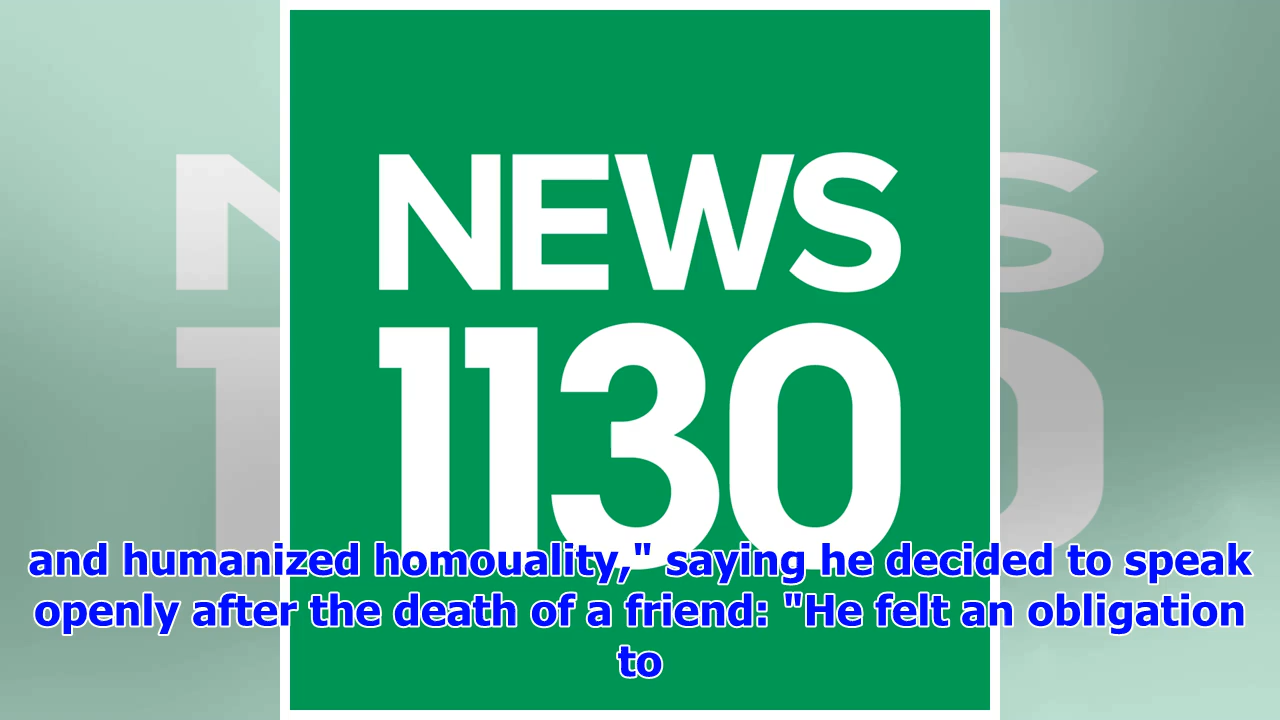 NEWS
1130
and humanized homouality," saying he decided to speak
openly after the death of a friend: "He felt an obligation
to